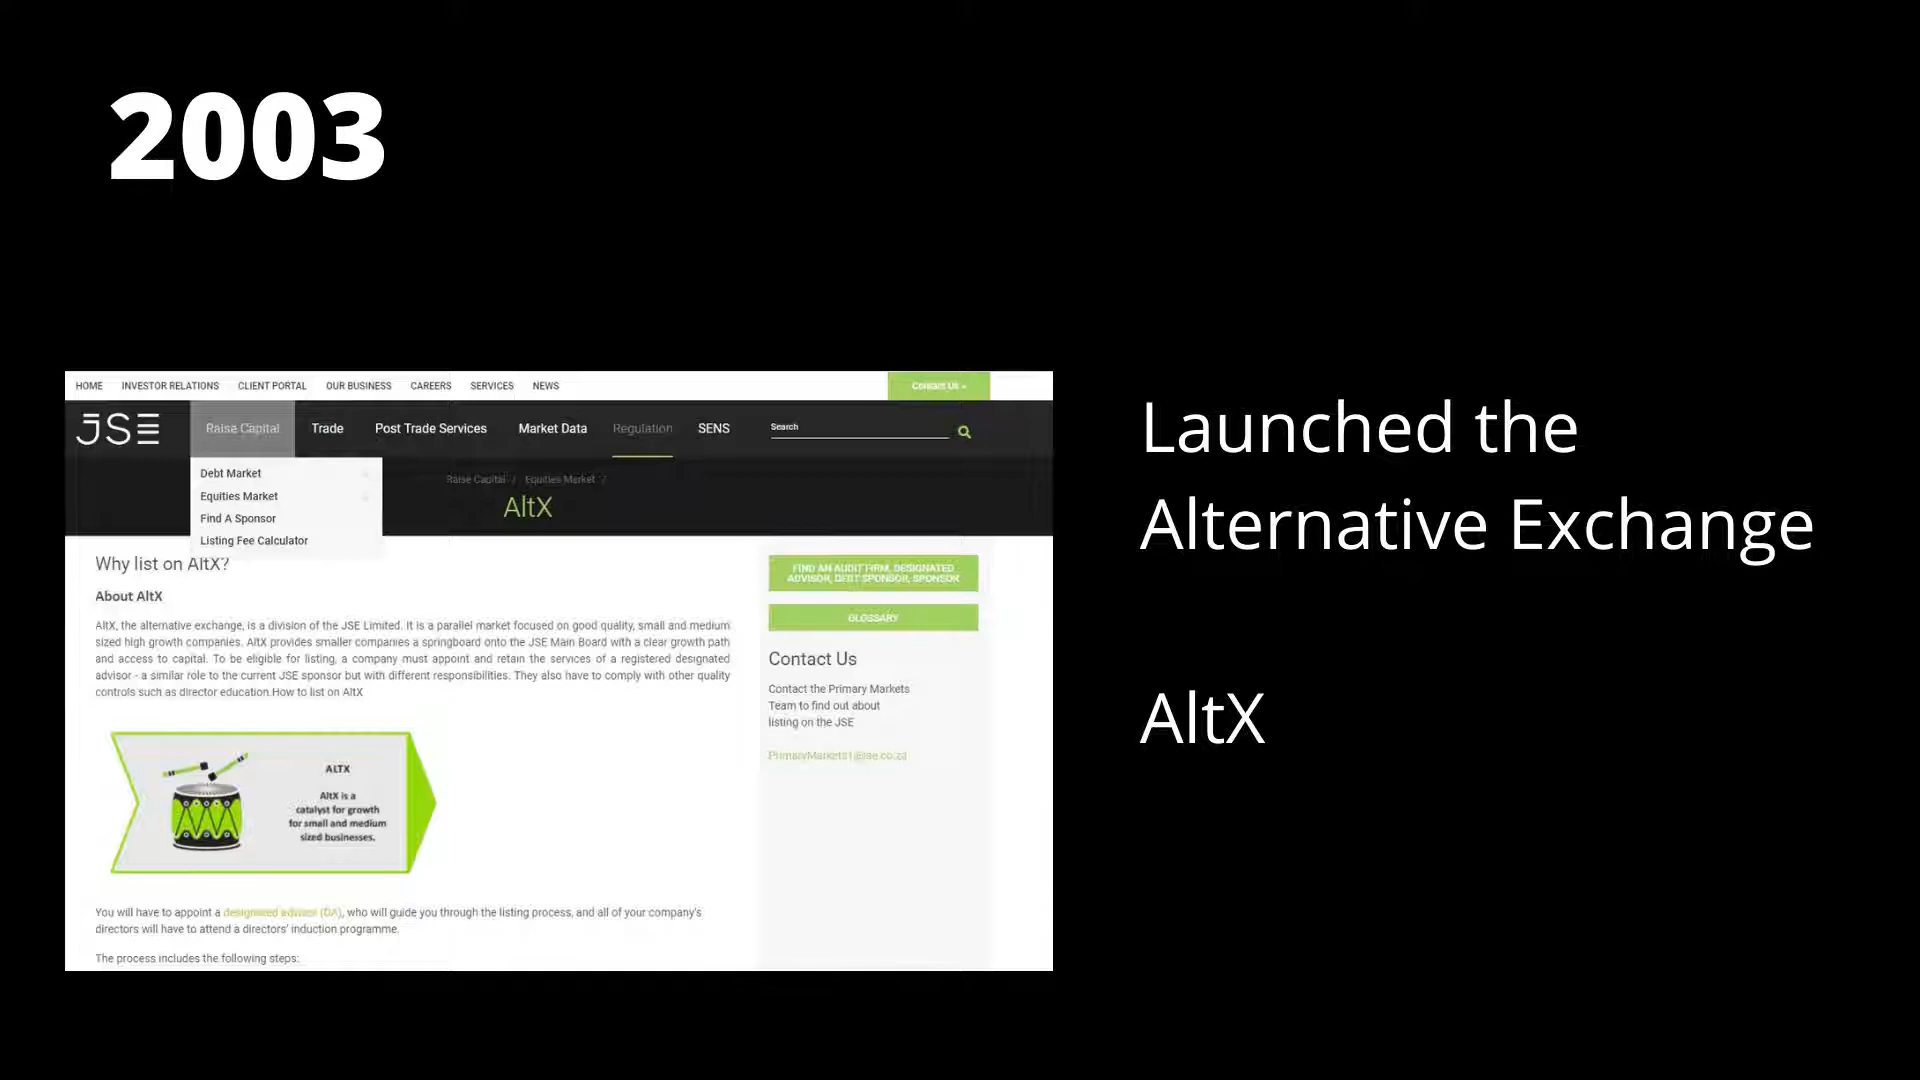 2003
HOME INVESTOR RELATIONS CLIENT PORTAL OUR BUSINESS CAREERS SERVICES NEWS
Contact Us
JSE Raise Capital Trade Post Trade Services Market Data Regulation SENS Search
Debt Market
Equities Market
Find A Sponsor
Listing Fee Calculator
Raise Capital / Equities Market /
AltX
Why list on AltX?
About AltX
AltX, the alternative exchange, is a division of the JSE Limited. It is a parallel market focused on good quality, small and medium
sized high growth companies. AltX provides smaller companies a springboard onto the JSE Main Board with a clear growth path
and access to capital. To be eligible for listing, a company must appoint and retain the services of a registered designated
advisor - a similar role to the current JSE sponsor but with different responsibilities. They also have to comply with other quality
controls such as director education.How to list on AltX
ALTX
AltX is a
catalyst for growth
for small and medium
sized businesses.
You will have to appoint a designated advisor (DA), who will guide you through the listing process, and all of your company's
directors will have to attend a directors' induction programme.
The process includes the following steps:
FIND AN AUDIT FIRM, DESIGNATED
ADVISOR, DEBT SPONSOR, SPONSOR
GLOSSARY
Contact Us
Contact the Primary Markets
Team to find out about
listing on the JSE
PrimaryMarkets1@jse.co.za
Launched the
Alternative Exchange
AltX